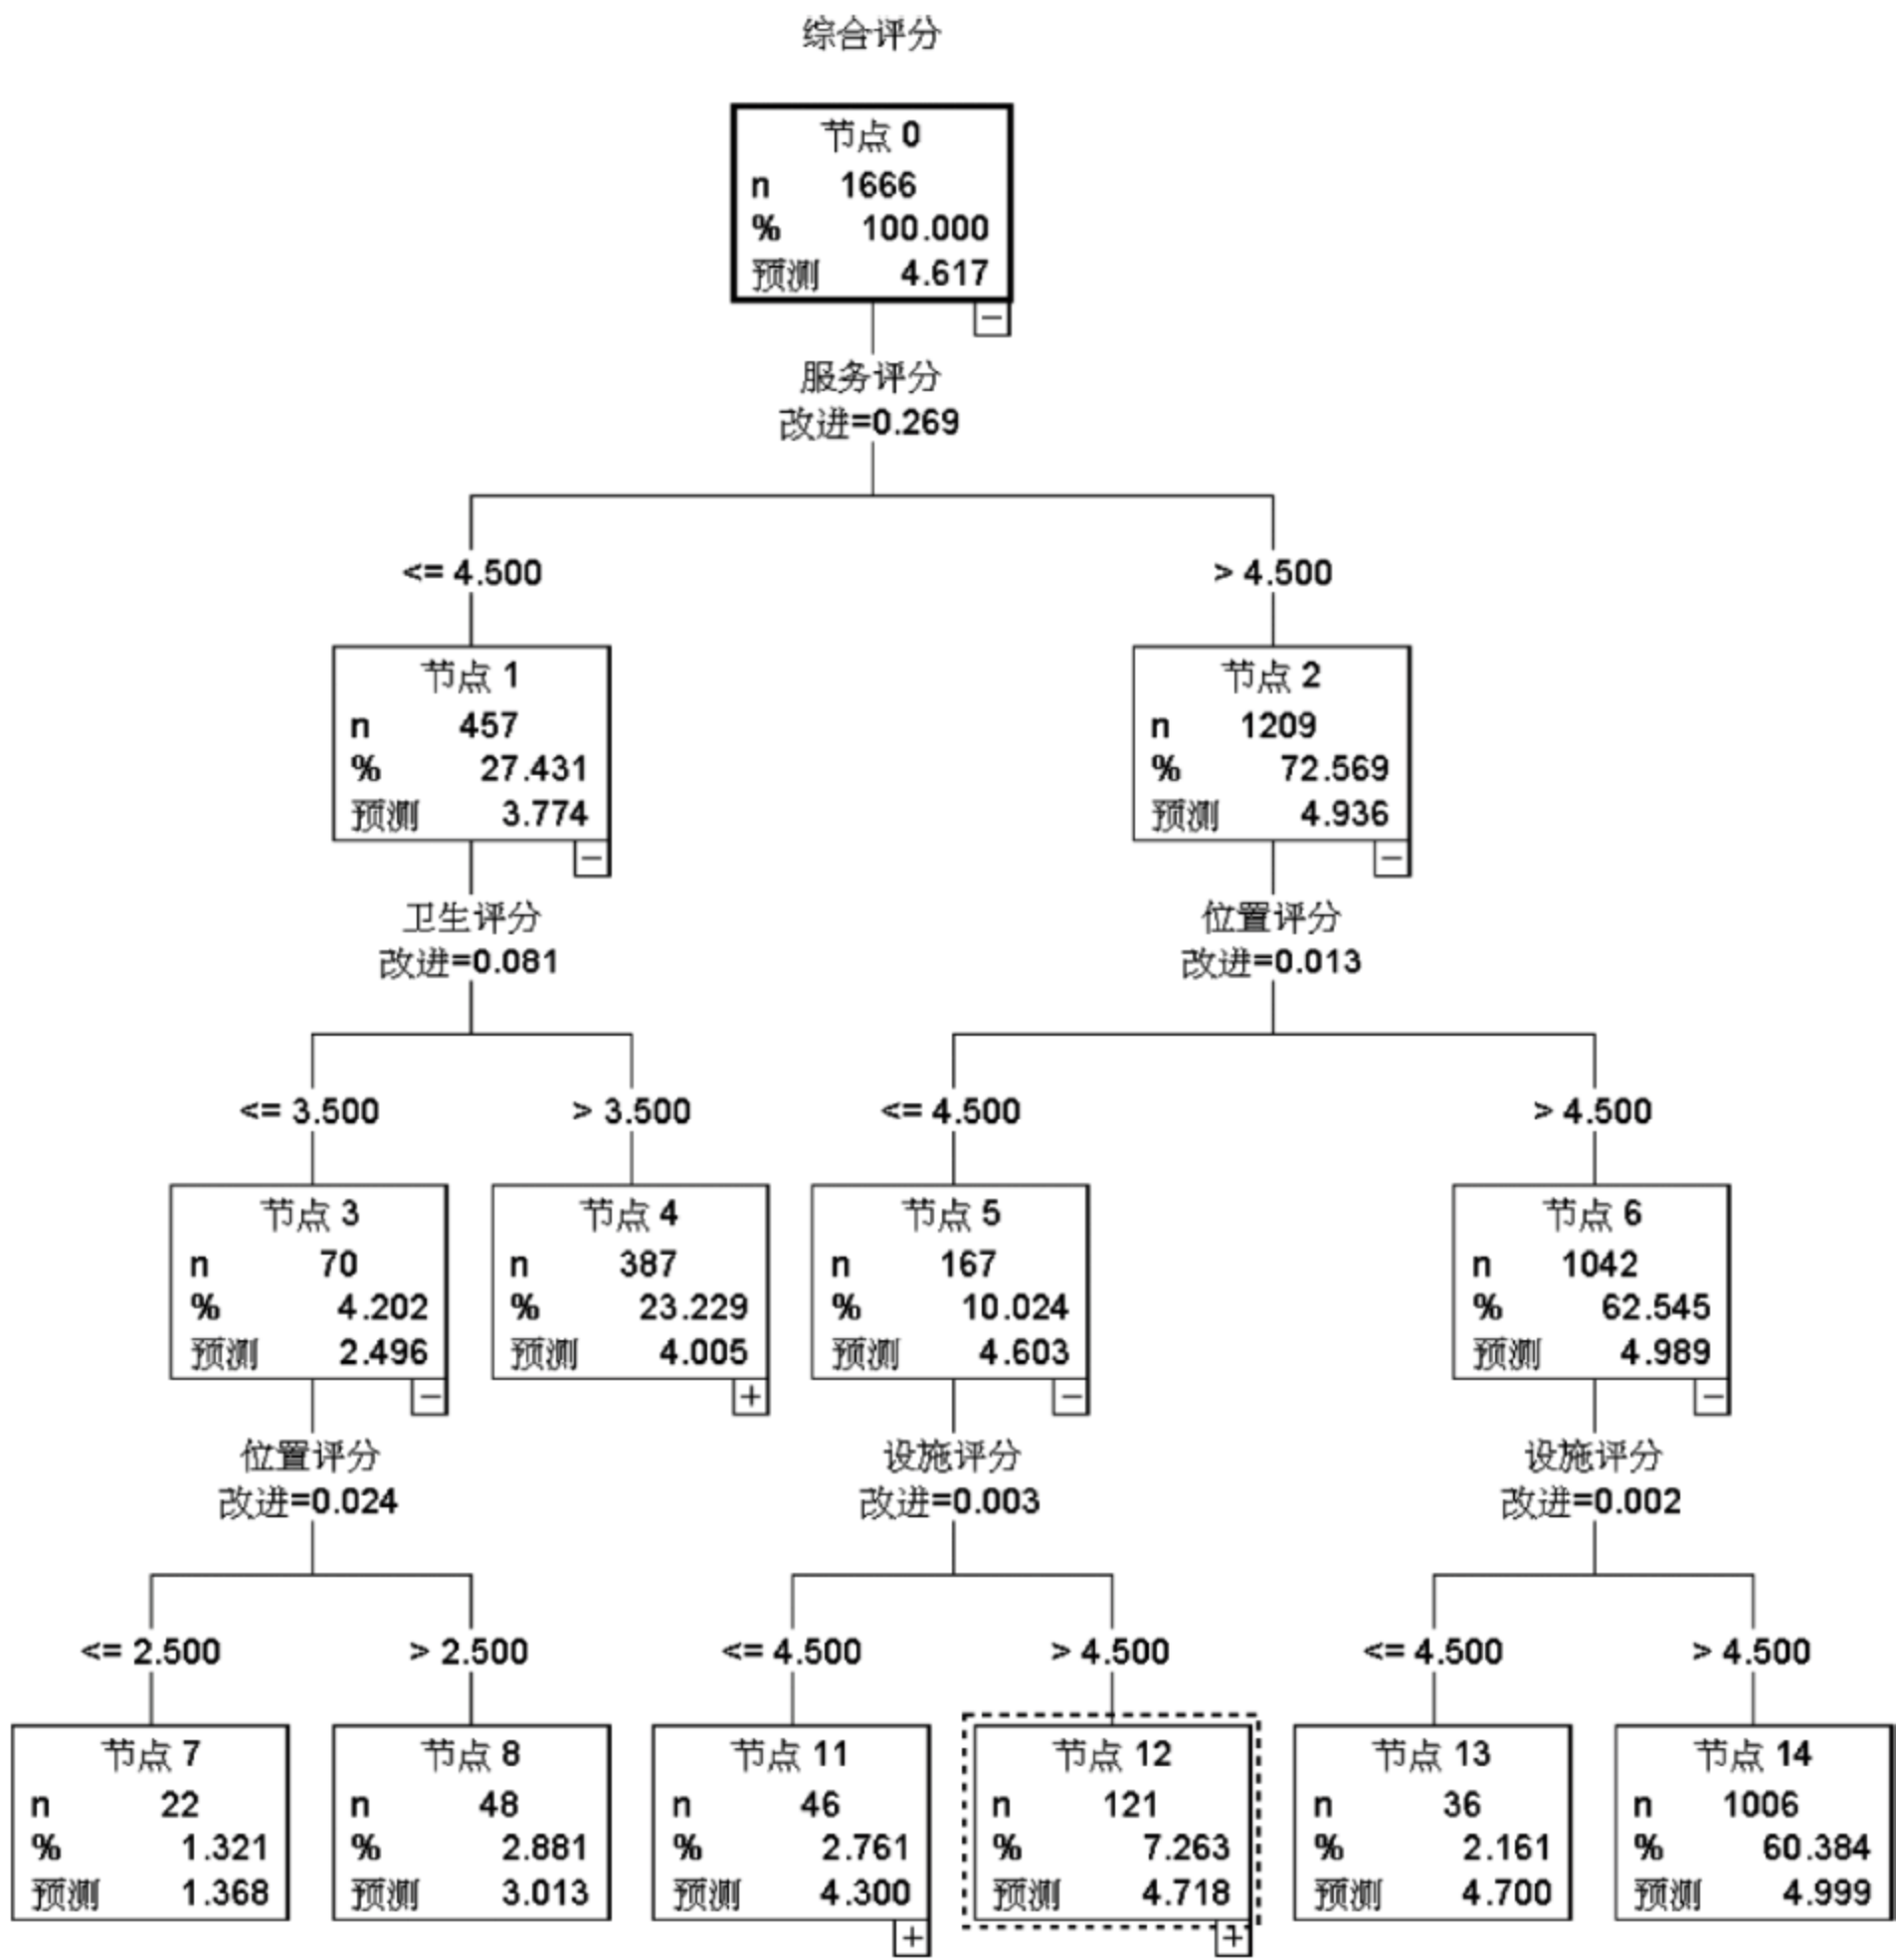 综合评分
节点 0
n 1666
% 100.000
预测 4.617
服务评分
改进=0.269
<= 4.500
> 4.500
节点 1
n 457
% 27.431
预测 3.774
节点 2
n 1209
% 72.569
预测 4.936
卫生评分
改进=0.081
位置评分
改进=0.013
<= 3.500
> 3.500
<= 4.500
> 4.500
节点 3
n 70
% 4.202
预测 2.496
节点 4
n 387
% 23.229
预测 4.005
节点 5
n 167
% 10.024
预测 4.603
节点 6
n 1042
% 62.545
预测 4.989
位置评分
改进=0.024
设施评分
改进=0.003
设施评分
改进=0.002
<= 2.500
> 2.500
<= 4.500
> 4.500
<= 4.500
> 4.500
节点 7
n 22
% 1.321
预测 1.368
节点 8
n 48
% 2.881
预测 3.013
节点 11
n 46
% 2.761
预测 4.300
节点 12
n 121
% 7.263
预测 4.718
节点 13
n 36
% 2.161
预测 4.700
节点 14
n 1006
% 60.384
预测 4.999